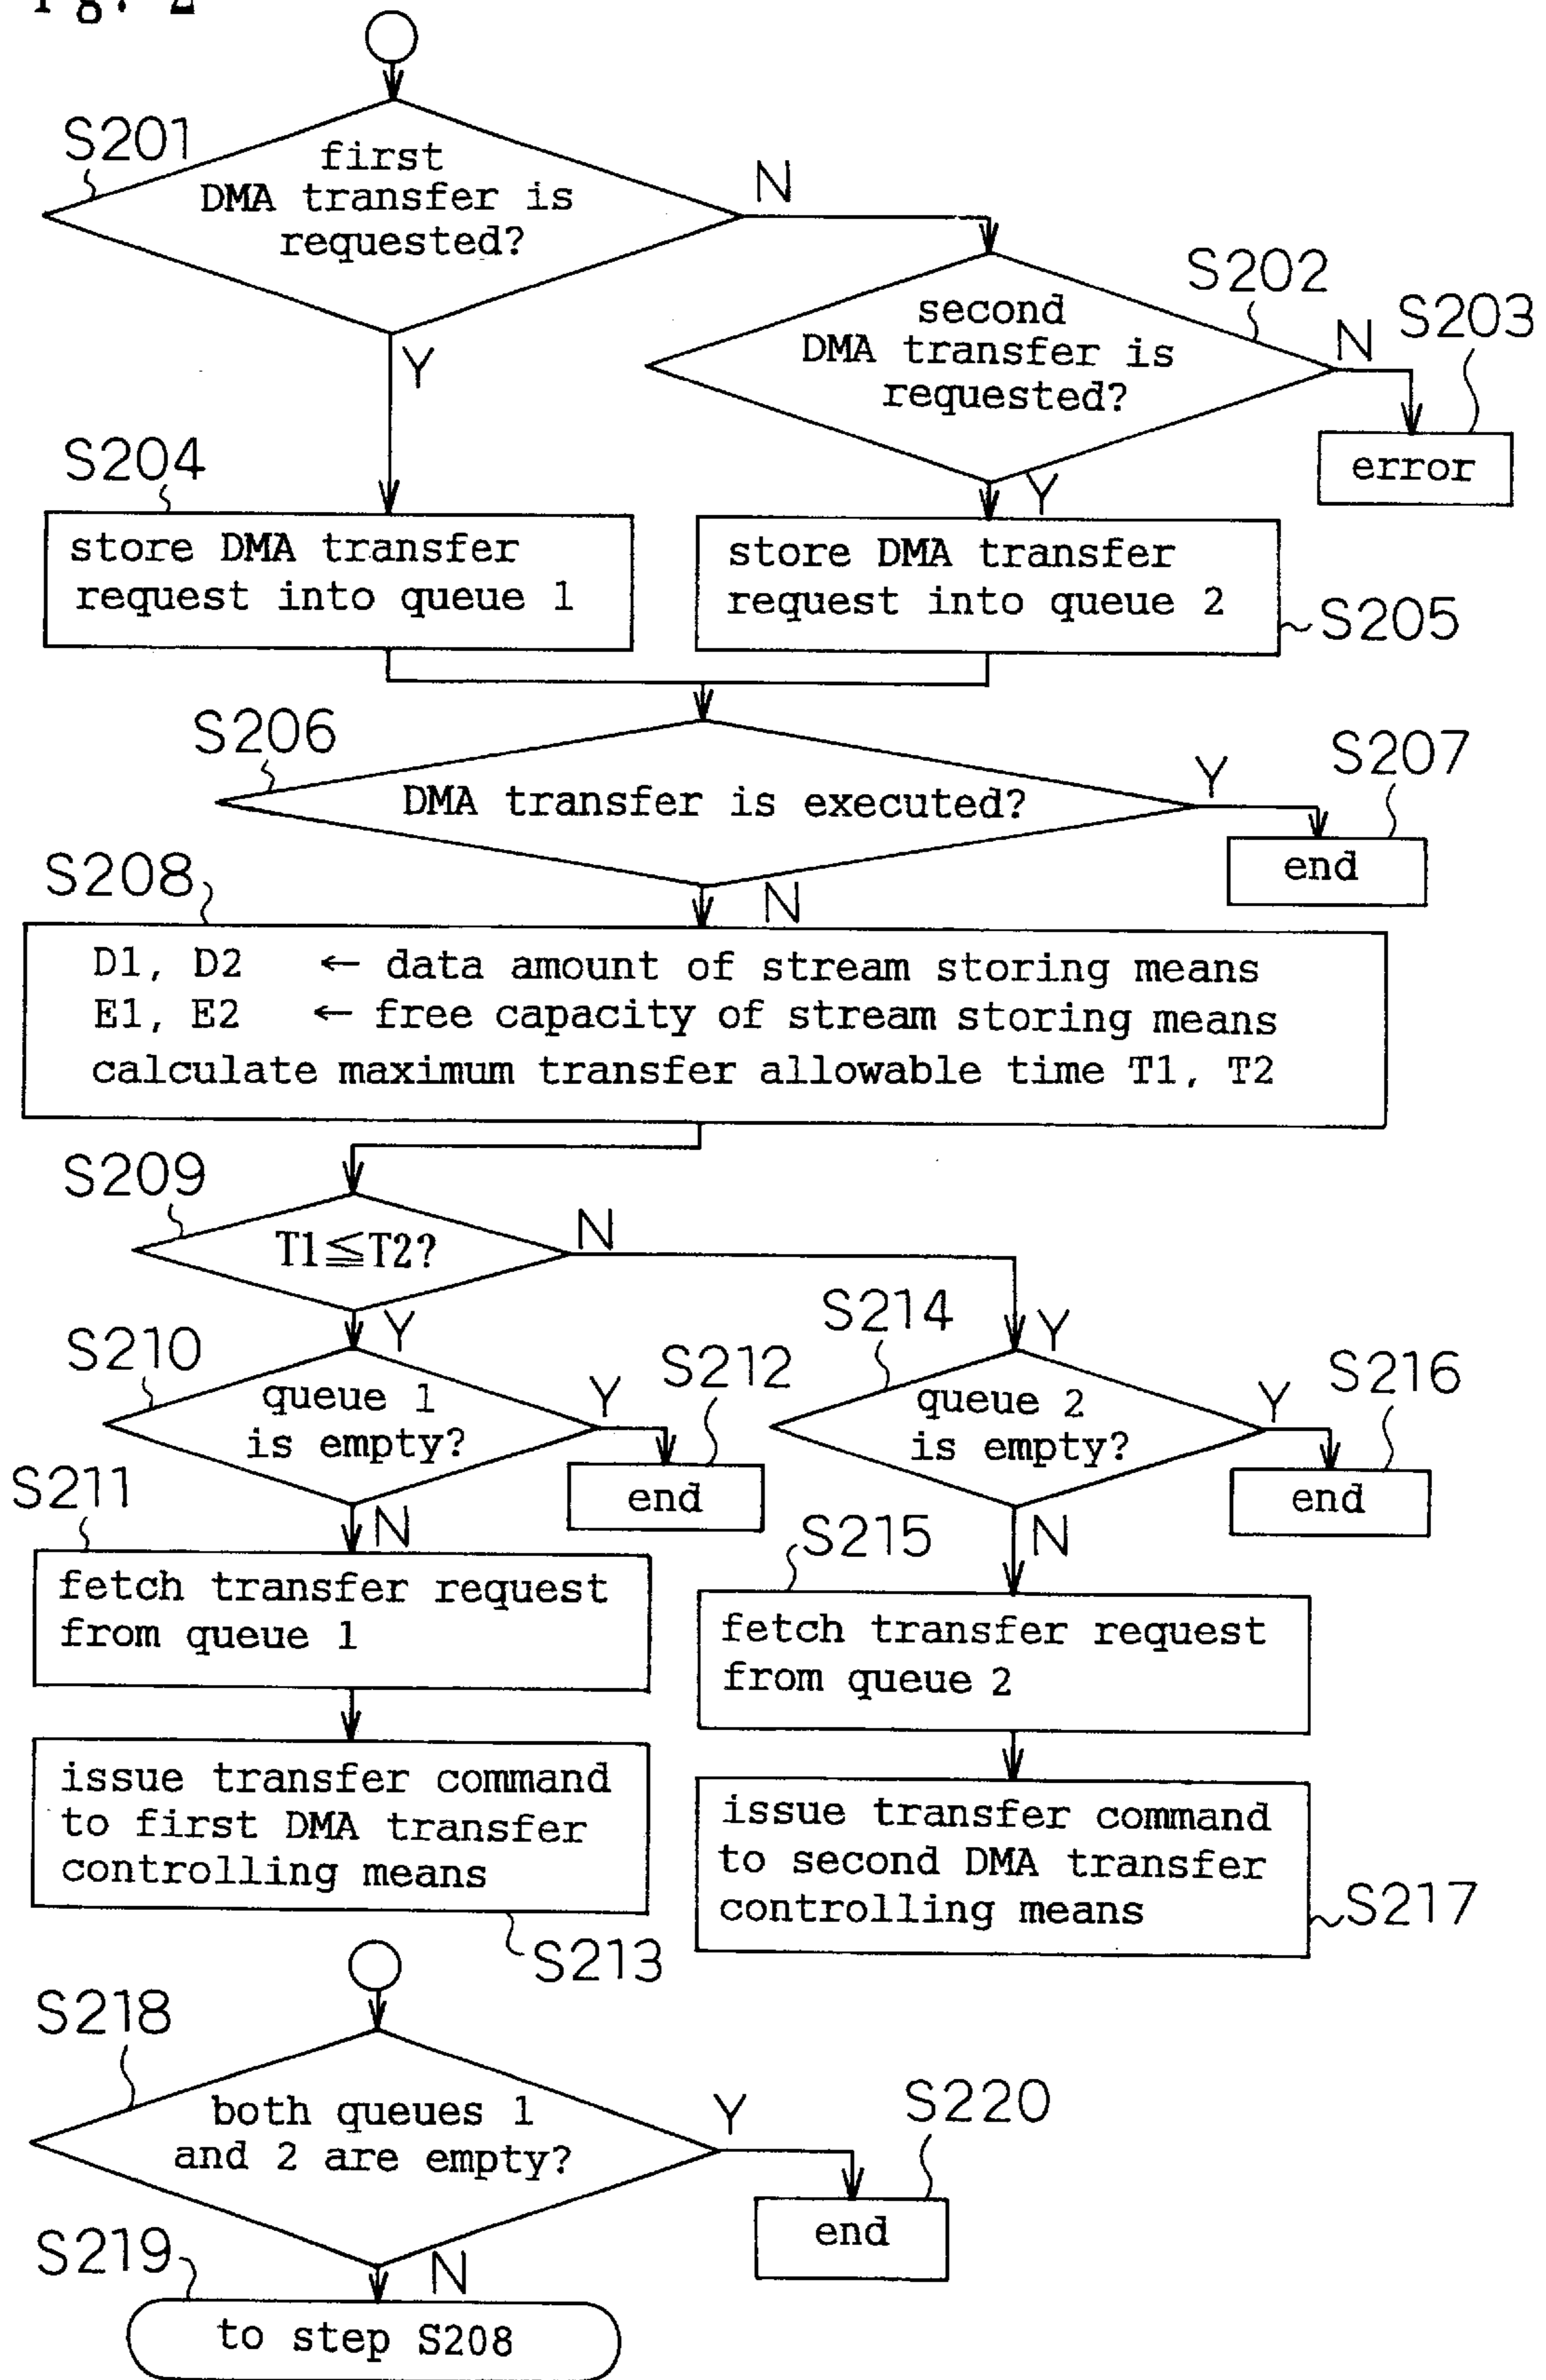 S201
first
DMA transfer is
requested?
N
S202
second
DMA transfer is
requested?
N
S203
error
Y
Y
S204
store DMA transfer
request into queue 1
store DMA transfer
request into queue 2
S205
S206
DMA transfer is executed?
Y
S207
end
N
S208
D1, D2 ← data amount of stream storing means
E1, E2 ← free capacity of stream storing means
calculate maximum transfer allowable time T1, T2
S209
T1≦T2?
N
Y
S210
queue 1
is empty?
Y
S212
end
S214
Y
queue 2
is empty?
Y
S216
end
S211
N
fetch transfer request
from queue 1
S215
N
fetch transfer request
from queue 2
issue transfer command
to first DMA transfer
controlling means
S213
issue transfer command
to second DMA transfer
controlling means
S217
S218
both queues 1
and 2 are empty?
Y
S220
end
S219
N
to step S208